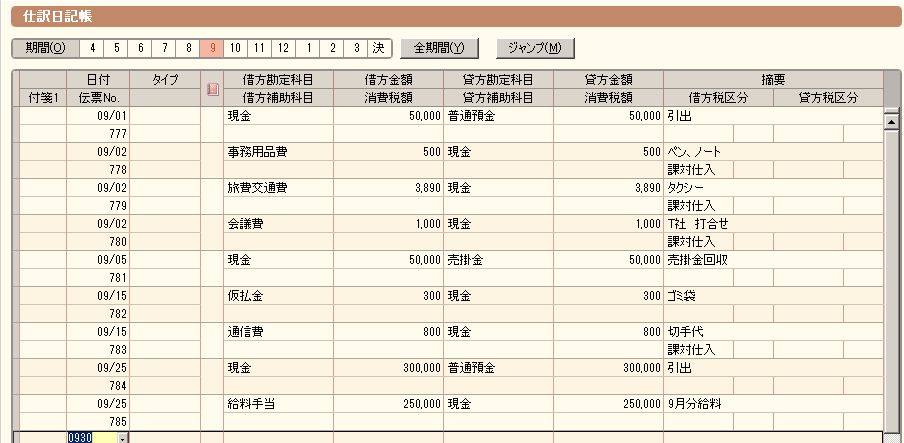 仕訳日記帳
期間(O) 4 5 6 7 8 9 10 11 12 1 2 3 決 全期間(Y) ジャンプ(M)
日付 タイプ 借方勘定科目 借方金額 貸方勘定科目 貸方金額 摘要
付箋1 伝票No. 借方補助科目 消費税額 貸方補助科目 消費税額 借方税区分 貸方税区分
09/01 現金 50,000 普通預金 50,000 引出
777
09/02 事務用品費 500 現金 500 ペン、ノート
778 課対仕入
09/02 旅費交通費 3,890 現金 3,890 タクシー
779 課対仕入
09/02 会議費 1,000 現金 1,000 T社 打合せ
780 課対仕入
09/05 現金 50,000 売掛金 50,000 売掛金回収
781
09/15 仮払金 300 現金 300 ゴミ袋
782
09/15 通信費 800 現金 800 切手代
783 課対仕入
09/25 現金 300,000 普通預金 300,000 引出
784
09/25 給料手当 250,000 現金 250,000 9月分給料
785
0930